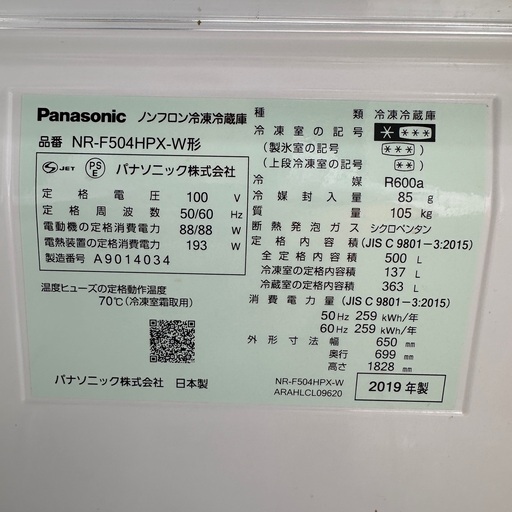 Panasonic ノンフロン冷凍冷蔵庫
品番 NR-F504HPX-W形
S JET PS E パナソニック株式会社
定格電圧 100 V
定格周波数 50/60 Hz
電動機の定格消費電力 88/88 W
電熱装置の定格消費電力 193 W
製造番号 A9014034
温度ヒューズの定格動作温度
70℃(冷凍室霜取用)
パナソニック株式会社 日本製
種類 冷凍冷蔵庫
冷凍室の記号 * ***
(製氷室の記号) ***
(上段冷凍室の記号) **
冷媒 R600a
冷媒封入量 85 g
質量 105 kg
断熱発泡ガス シクロペンタン
定格内容積 (JIS C 9801-3:2015)
全定格内容積 500 L
冷凍室の定格内容積 137 L
冷蔵室の定格内容積 363 L
消費電力量 (JIS C 9801-3:2015)
50Hz 259 kWh/年
60Hz 259 kWh/年
外形寸法 幅 650 mm
奥行 699 mm
高さ 1828 mm
NR-F504HPX-W
ARAHLCL09620
2019年製